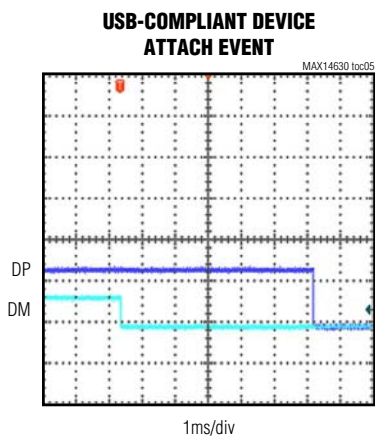 USB-COMPLIANT DEVICE
ATTACH EVENT
MAX14630 toc05
T
DP
DM
1ms/div